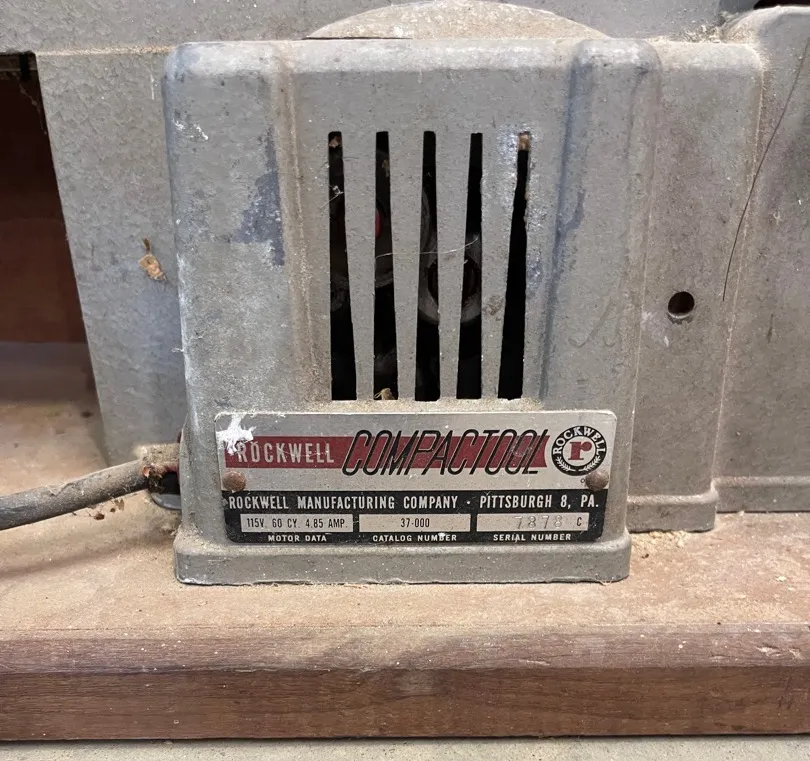 ROCKWELL COMPACTOOL ROCKWELL r
ROCKWELL MANUFACTURING COMPANY · PITTSBURGH 8, PA.
115V. 60 CY. 4.85 AMP. 37-000 7878 C
MOTOR DATA CATALOG NUMBER SERIAL NUMBER